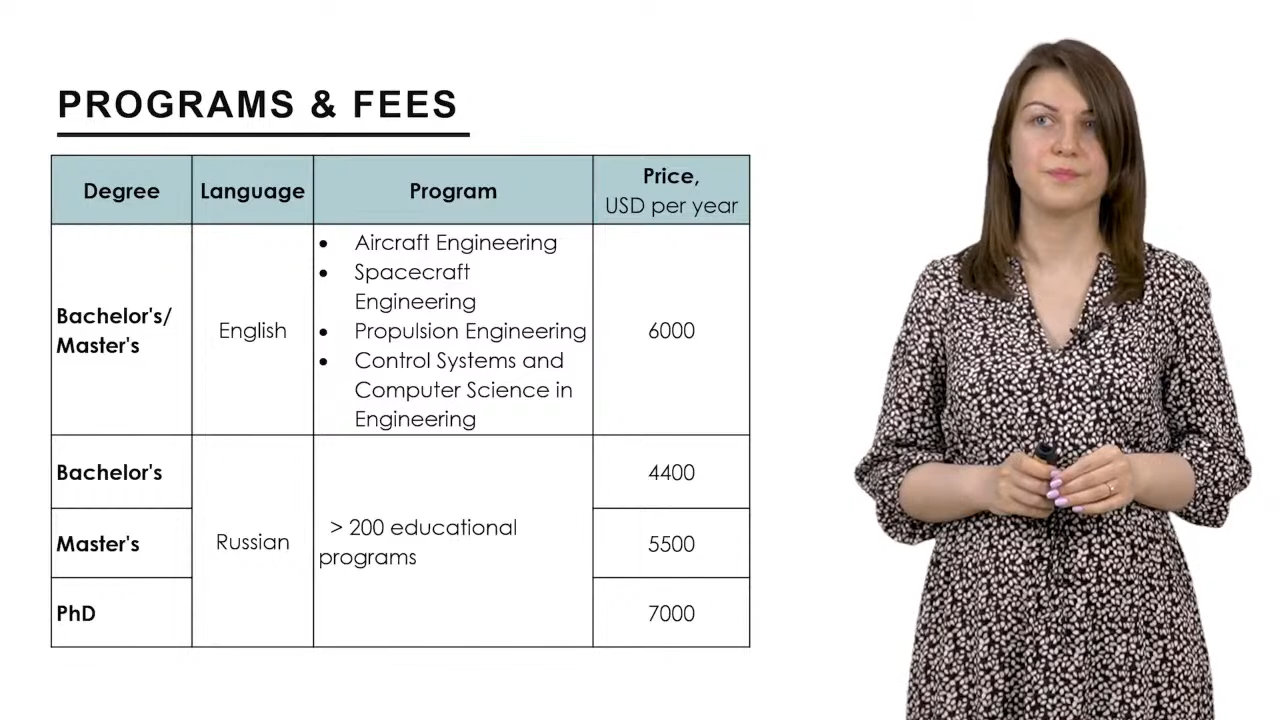 PROGRAMS & FEES
Degree
Language
Program
Price,
USD per year
Bachelor's/
Master's
English
• Aircraft Engineering
• Spacecraft
Engineering
• Propulsion Engineering
• Control Systems and
Computer Science in
Engineering
6000
Bachelor's
Russian
> 200 educational
programs
4400
Master's
5500
PhD
7000